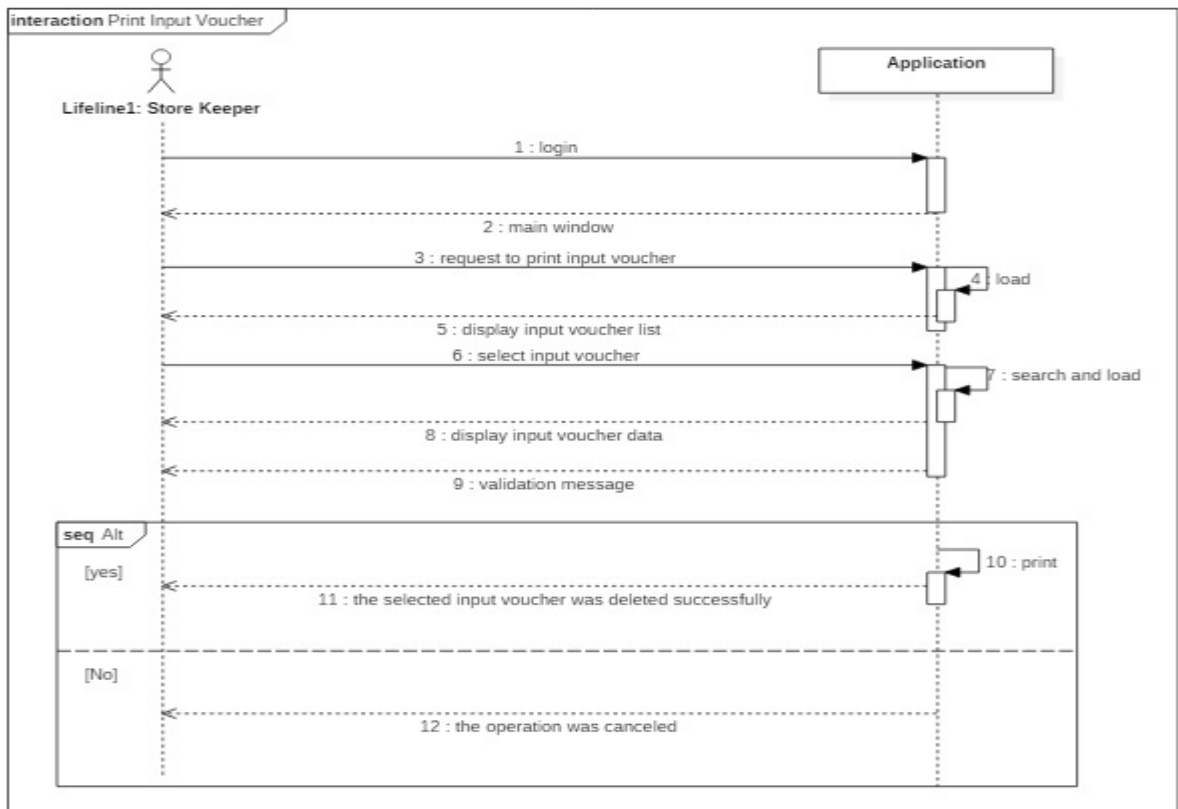 interaction Print Input Voucher
Application
Lifeline1: Store Keeper
1 : login
2 : main window
3 : request to print input voucher
4 : load
5 : display input voucher list
6 : select input voucher
7 : search and load
8 : display input voucher data
9 : validation message
seq Alt
[yes]
10 : print
11 : the selected input voucher was deleted successfully
[No]
12 : the operation was canceled